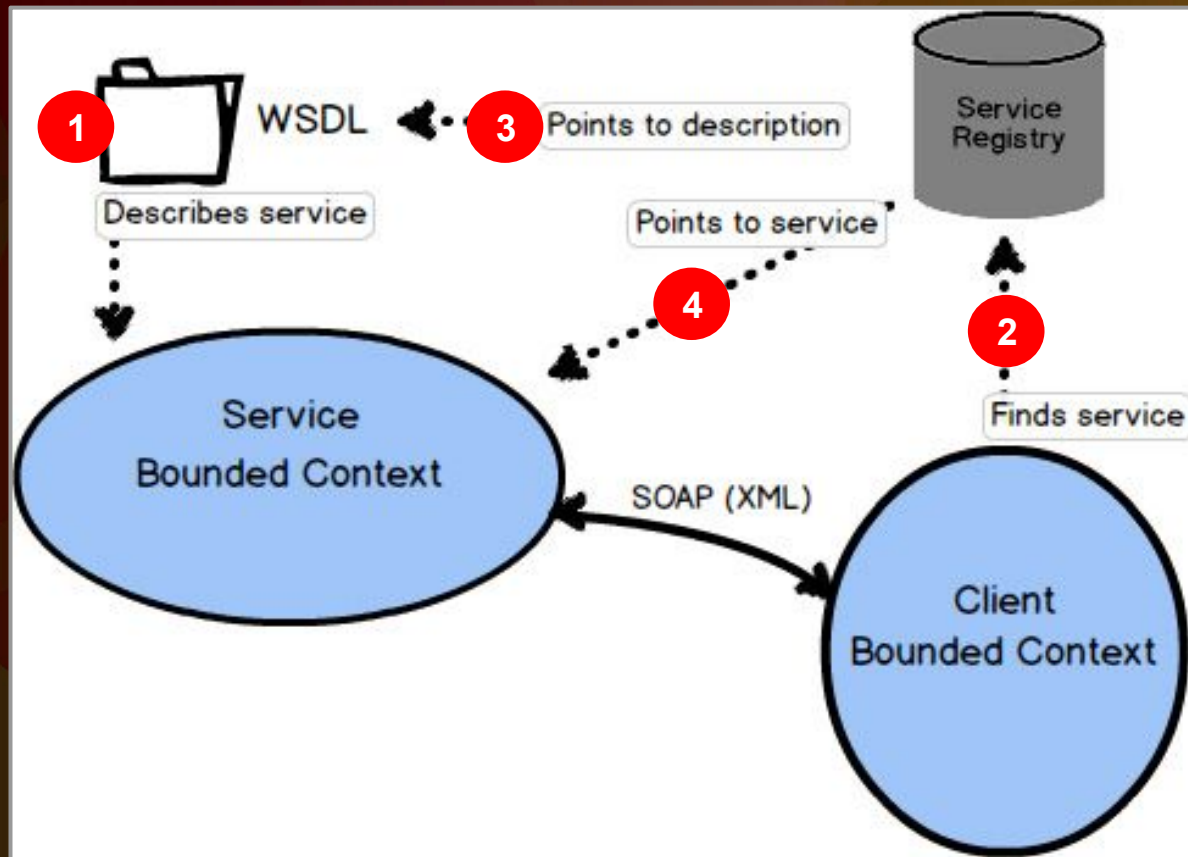 1
WSDL
3
Points to description
Service
Registry
Describes service
Points to service
4
2
Finds service
Service
Bounded Context
SOAP (XML)
Client
Bounded Context